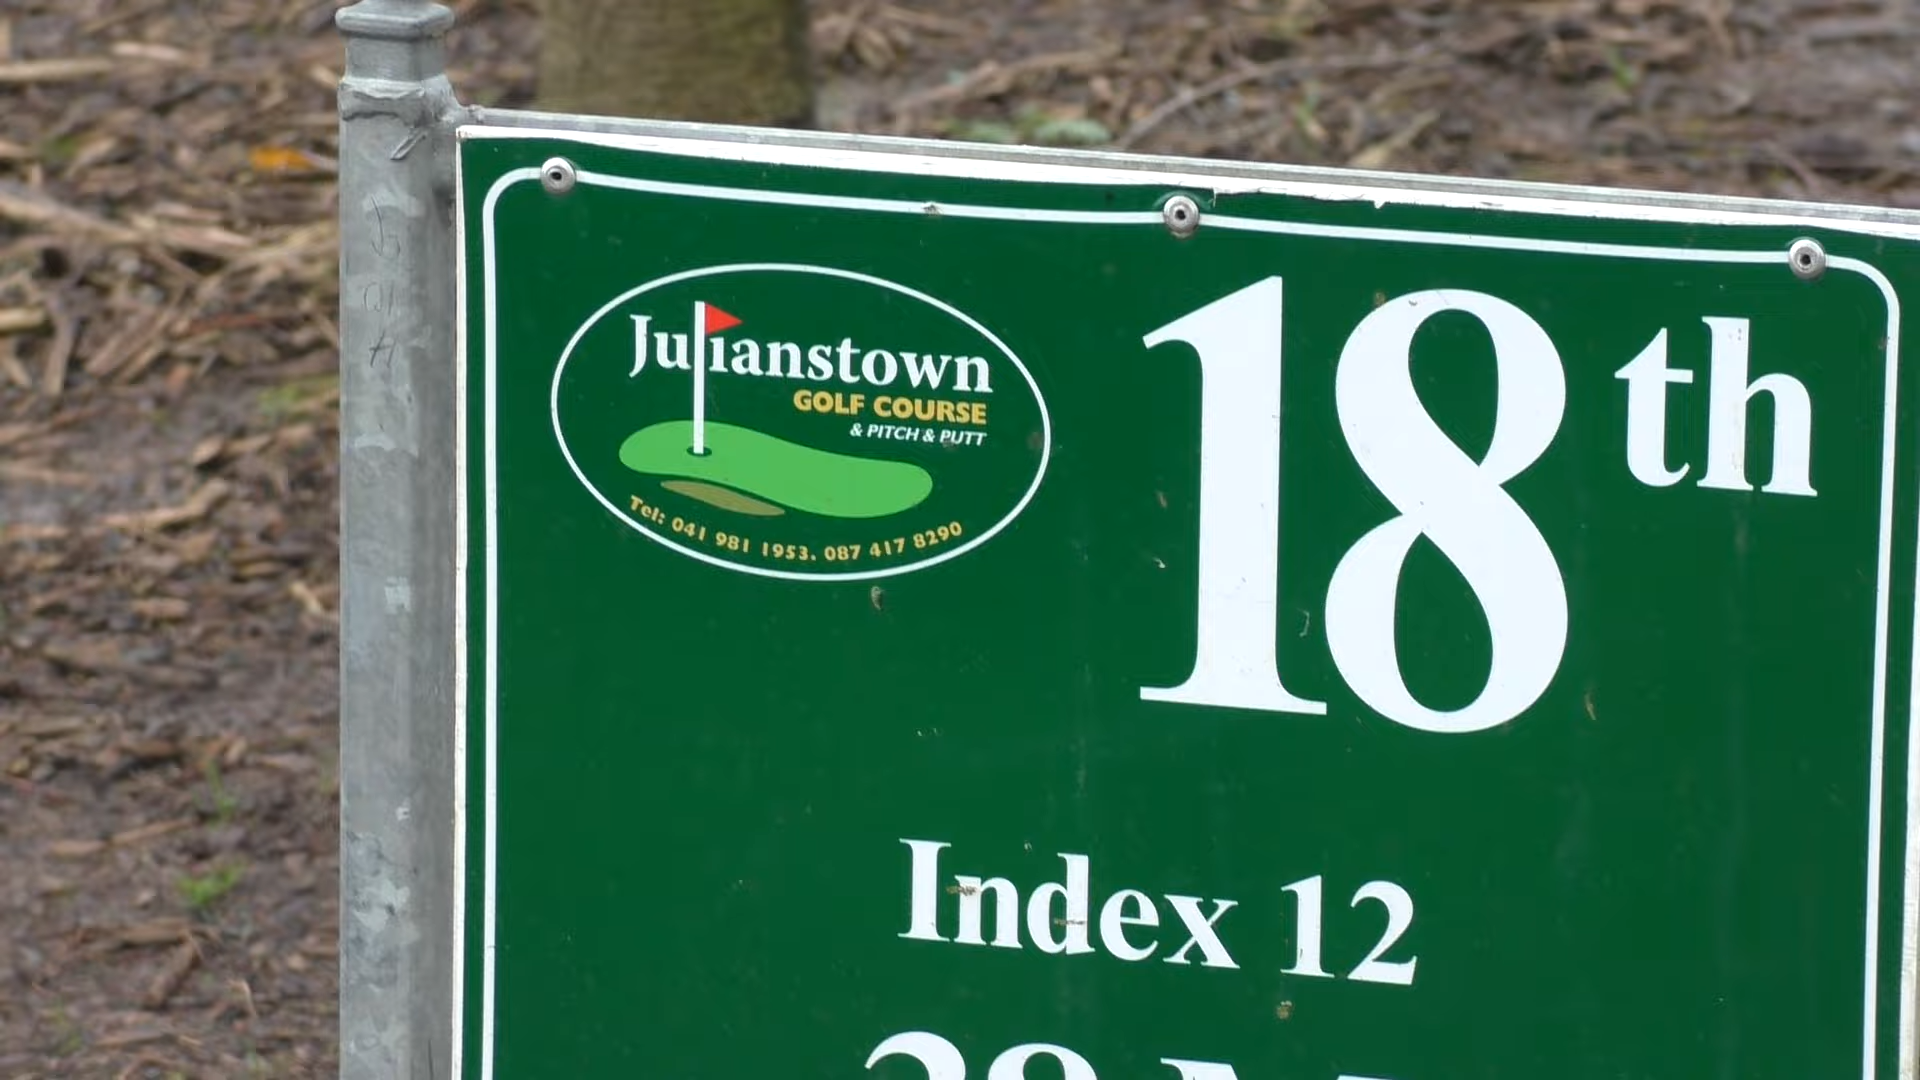 Julianstown
GOLF COURSE
& PITCH & PUTT
Tel: 041 981 1953. 087 417 8290
18th
Index 12